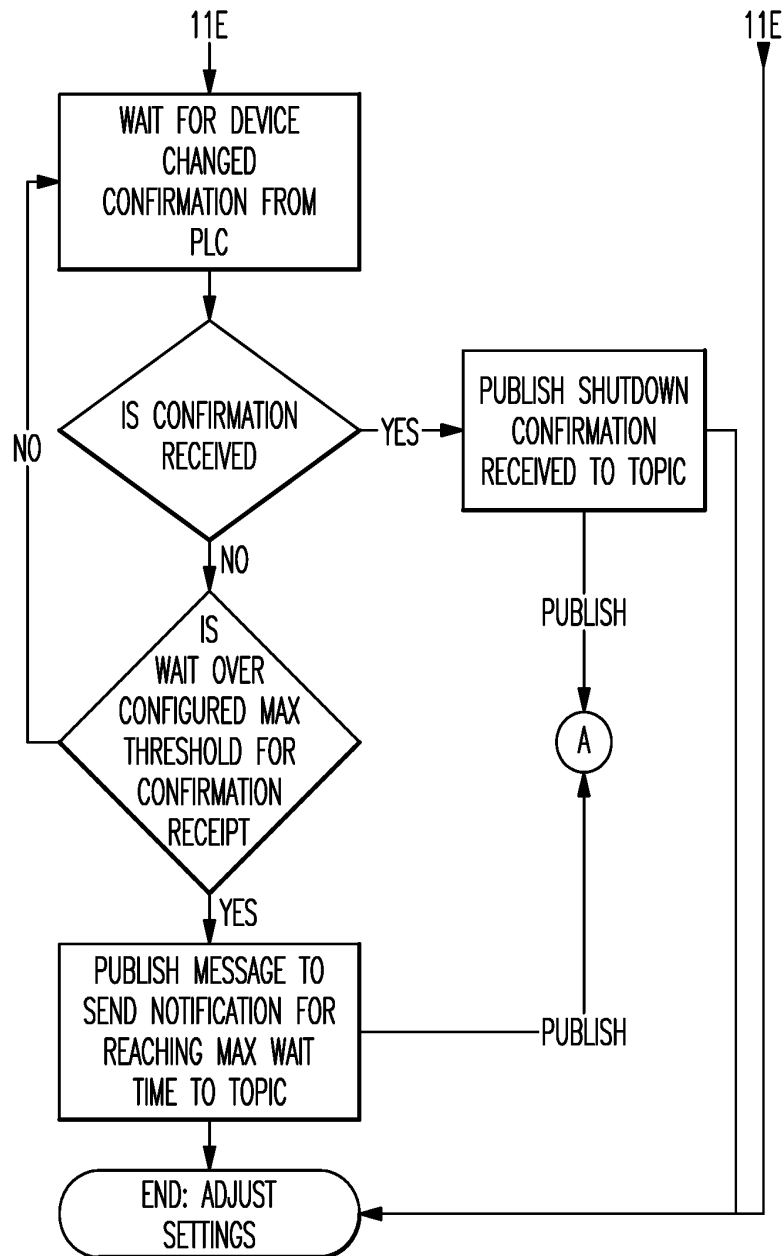 11E
11E
WAIT FOR DEVICE
CHANGED
CONFIRMATION FROM
PLC
IS CONFIRMATION
RECEIVED
YES
PUBLISH SHUTDOWN
CONFIRMATION
RECEIVED TO TOPIC
NO
NO
PUBLISH
IS
WAIT OVER
CONFIGURED MAX
THRESHOLD FOR
CONFIRMATION
RECEIPT
A
YES
PUBLISH MESSAGE TO
SEND NOTIFICATION FOR
REACHING MAX WAIT
TIME TO TOPIC
PUBLISH
END: ADJUST
SETTINGS